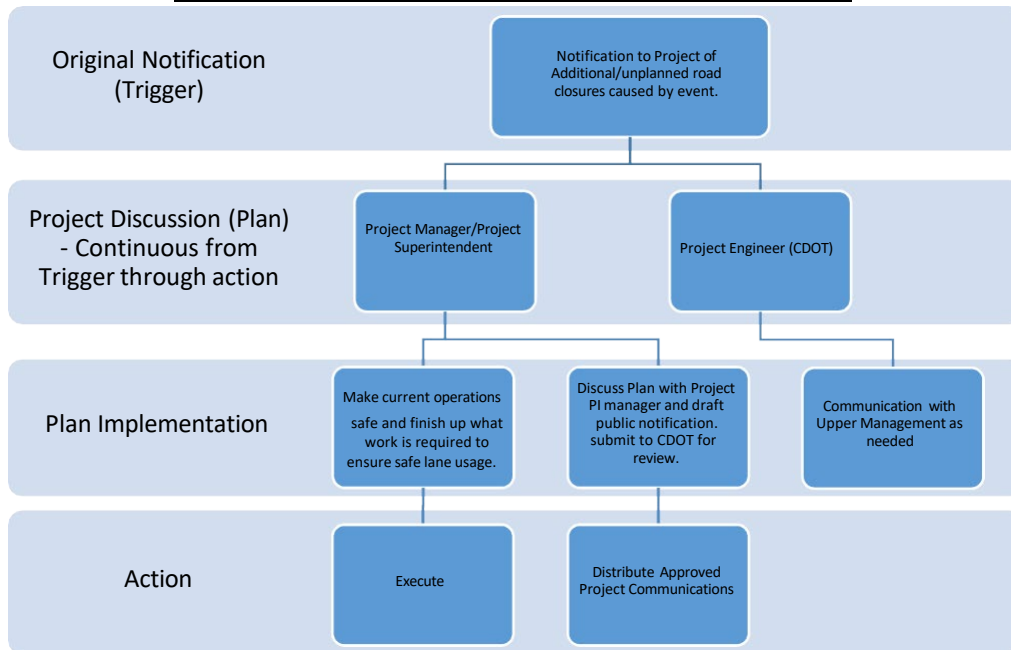 Original Notification
(Trigger)
Notification to Project of
Additional/unplanned road
closures caused by event.
Project Discussion (Plan)
- Continuous from
Trigger through action
Project Manager/Project
Superintendent
Project Engineer (CDOT)
Plan Implementation
Make current operations
safe and finish up what
work is required to
ensure safe lane usage.
Discuss Plan with Project
PI manager and draft
public notification.
submit to CDOT for
review.
Communication with
Upper Management as
needed
Action
Execute
Distribute Approved
Project Communications